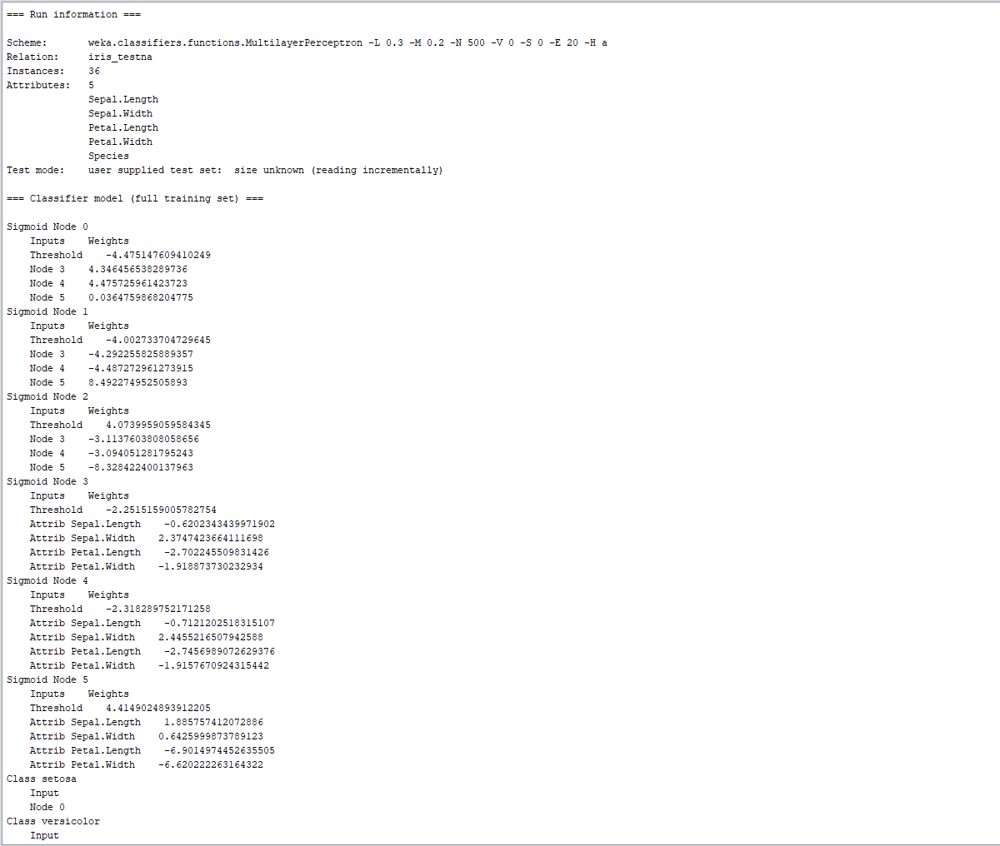 === Run information ===
Scheme: weka.classifiers.functions.MultilayerPerceptron -L 0.3 -M 0.2 -N 500 -V 0 -S 0 -E 20 -H a
Relation: iris_testna
Instances: 36
Attributes: 5
Sepal.Length
Sepal.Width
Petal.Length
Petal.Width
Species
Test mode: user supplied test set: size unknown (reading incrementally)
=== Classifier model (full training set) ===
Sigmoid Node 0
Inputs Weights
Threshold -4.475147609410249
Node 3 4.346456538289736
Node 4 4.475725961423723
Node 5 0.0364759868204775
Sigmoid Node 1
Inputs Weights
Threshold -4.002733704729645
Node 3 -4.292255825889357
Node 4 -4.487272961273915
Node 5 8.492274952505893
Sigmoid Node 2
Inputs Weights
Threshold 4.0739959059584345
Node 3 -3.1137603808058656
Node 4 -3.094051281795243
Node 5 -8.328422400137963
Sigmoid Node 3
Inputs Weights
Threshold -2.2515159005782754
Attrib Sepal.Length -0.6202343439971902
Attrib Sepal.Width 2.3747423664111698
Attrib Petal.Length -2.702245509831426
Attrib Petal.Width -1.918873730232934
Sigmoid Node 4
Inputs Weights
Threshold -2.318289752171258
Attrib Sepal.Length -0.7121202518315107
Attrib Sepal.Width 2.4455216507942588
Attrib Petal.Length -2.7456989072629376
Attrib Petal.Width -1.9157670924315442
Sigmoid Node 5
Inputs Weights
Threshold 4.4149024893912205
Attrib Sepal.Length 1.885757412072886
Attrib Sepal.Width 0.6425999873789123
Attrib Petal.Length -6.9014974452635505
Attrib Petal.Width -6.620222263164322
Class setosa
Input
Node 0
Class versicolor
Input